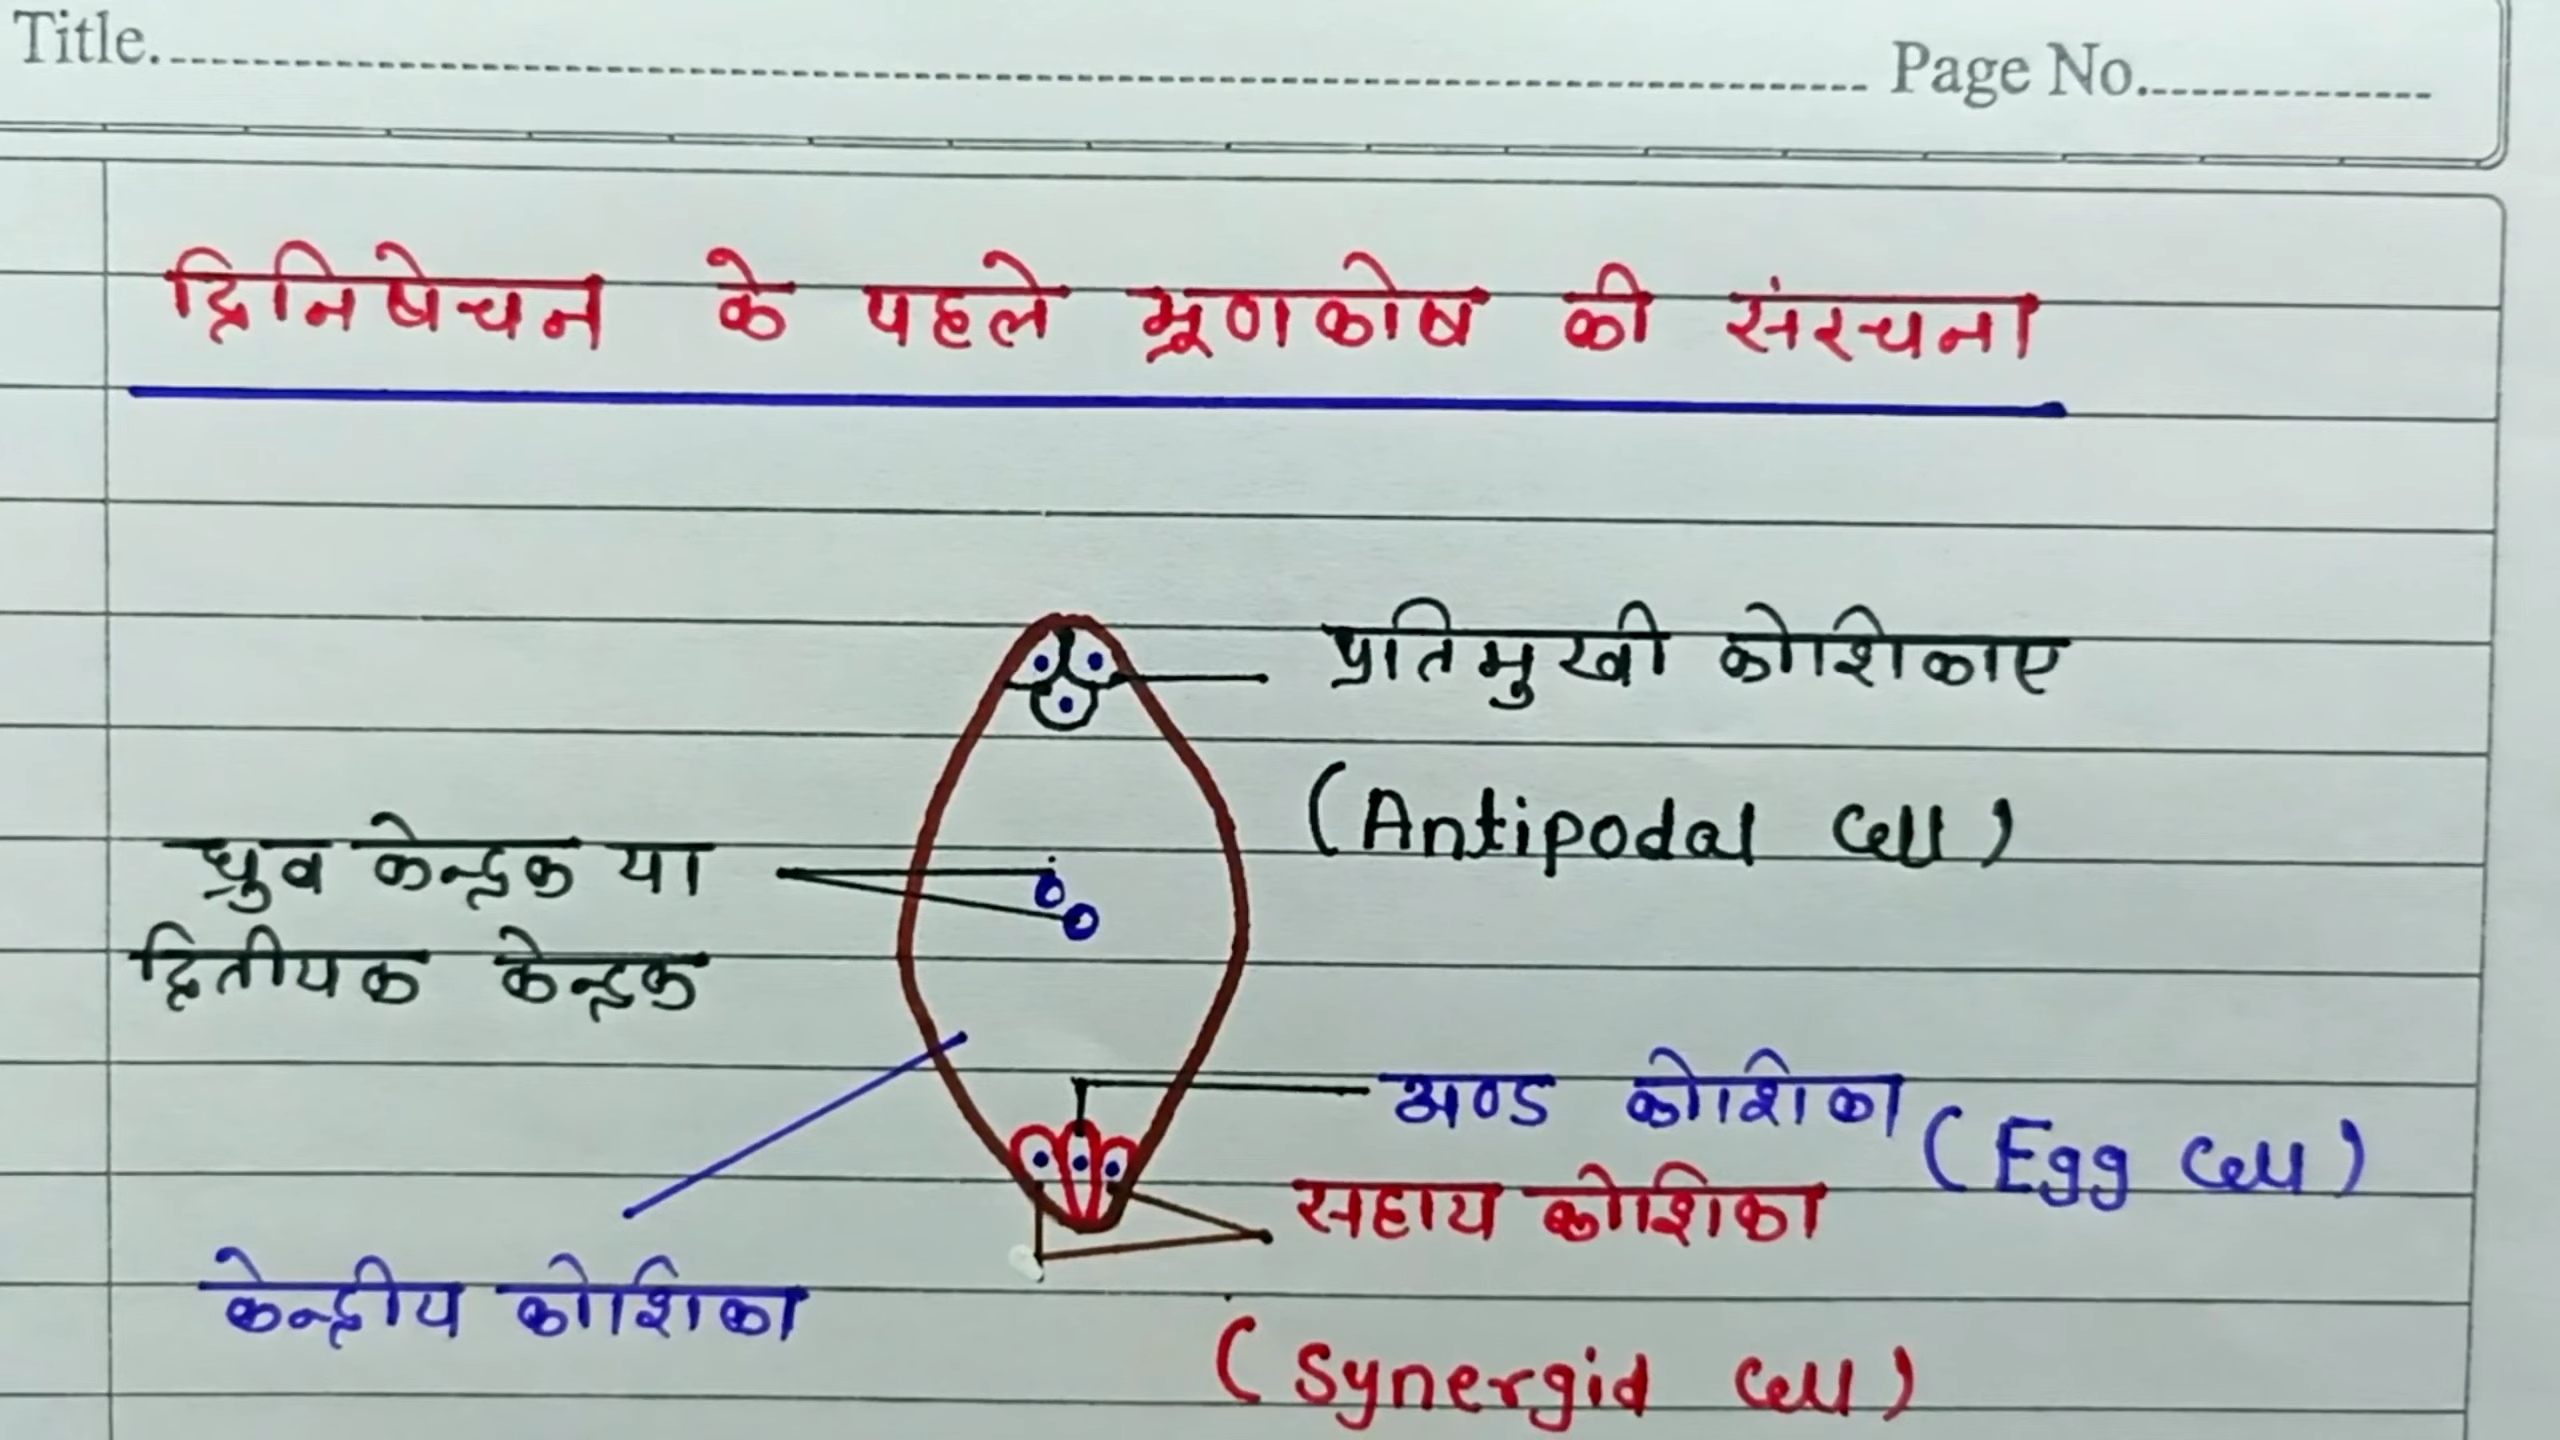 Title. Page No.
द्विनिषेचन के पहले भ्रूणकोष की संरचना
प्रतिमुखी कोशिकाए
(Antipodal Cell)
ध्रुव केन्द्रक या
द्वितीयक केन्द्रक
अण्ड कोशिका (Egg Cell)
सहाय कोशिका
(Synergid Cell)
केन्द्रीय कोशिका